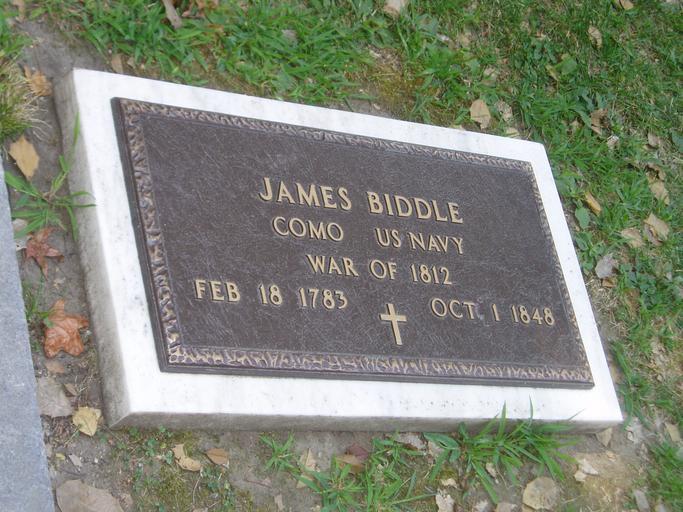 JAMES BIDDLE
COMO US NAVY
WAR OF 1812
FEB 18 1783 OCT 1 1848